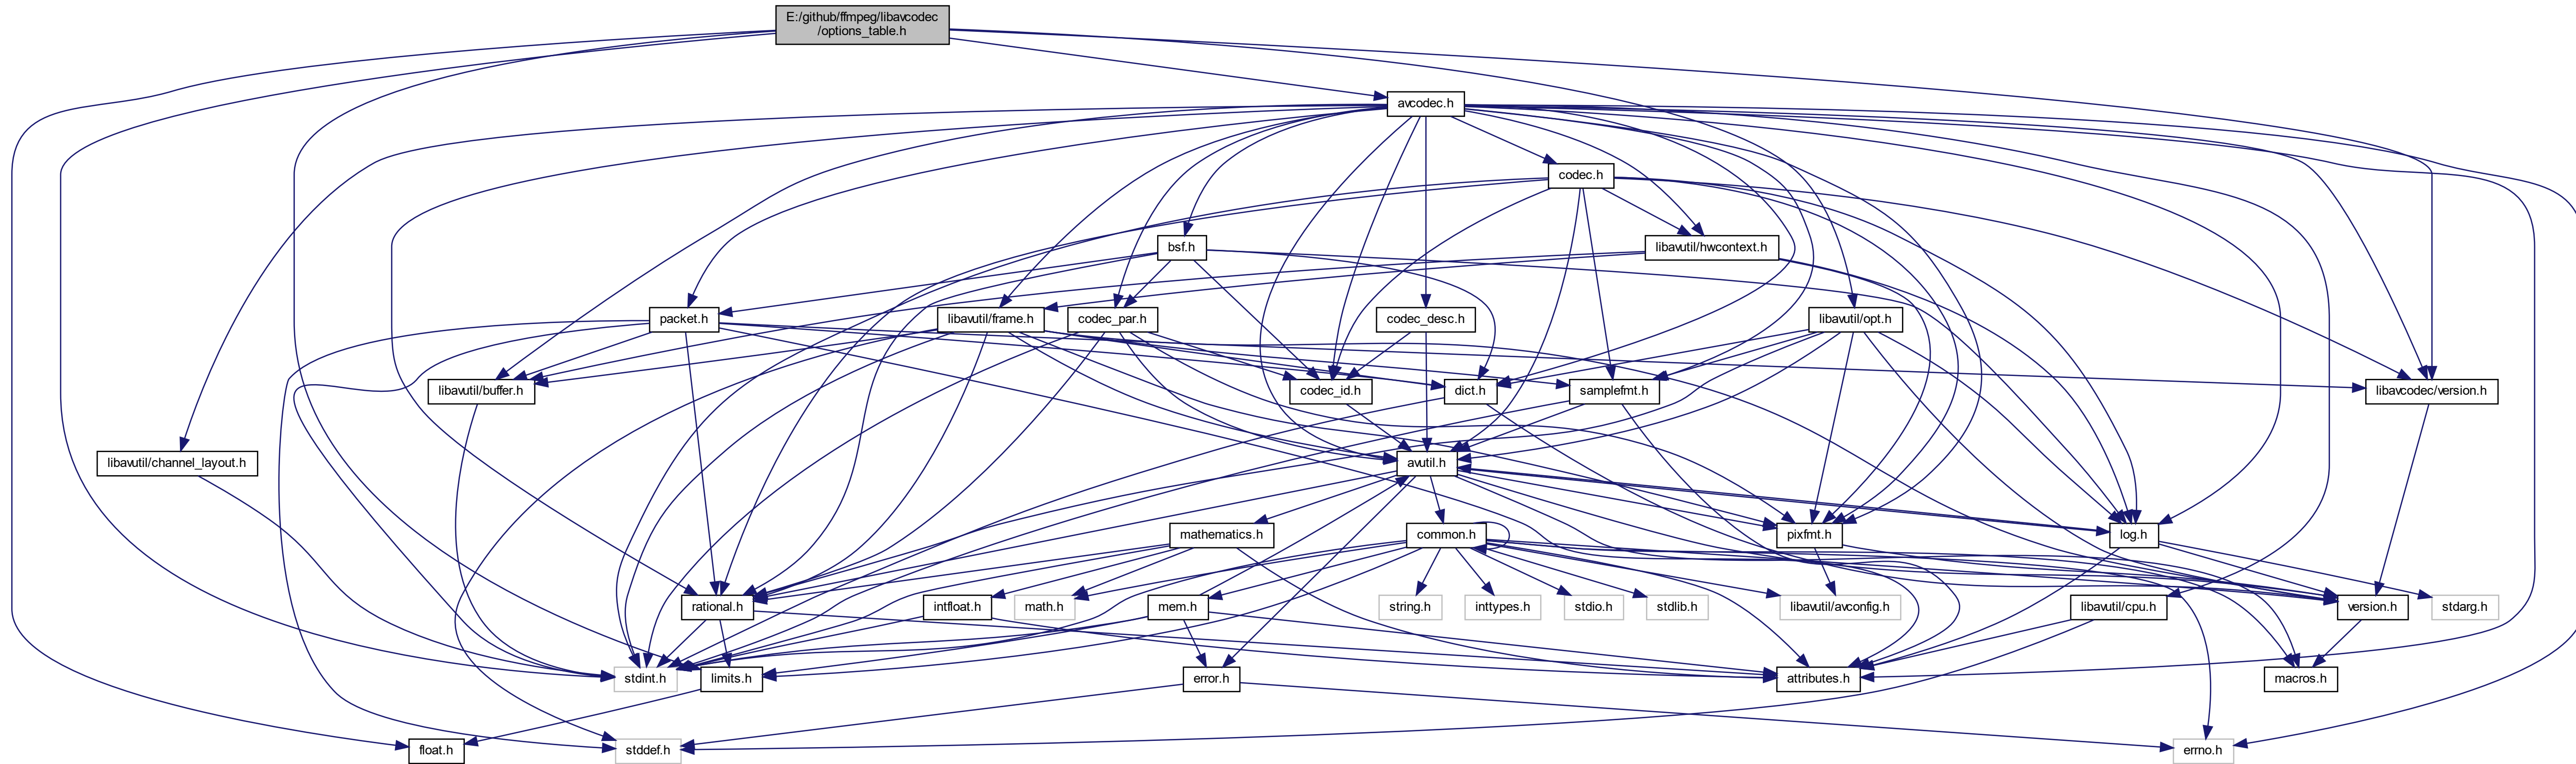 E:/github/ffmpeg/libavcodec
/options_table.h
avcodec.h
codec.h
bsf.h
libavutil/hwcontext.h
packet.h
libavutil/frame.h
codec_par.h
codec_desc.h
libavutil/opt.h
libavutil/buffer.h
codec_id.h
dict.h
samplefmt.h
libavcodec/version.h
libavutil/channel_layout.h
avutil.h
mathematics.h
common.h
pixfmt.h
log.h
rational.h
intfloat.h
math.h
mem.h
string.h
inttypes.h
stdio.h
stdlib.h
libavutil/avconfig.h
libavutil/cpu.h
version.h
stdarg.h
stdint.h
limits.h
error.h
attributes.h
macros.h
float.h
stddef.h
errno.h